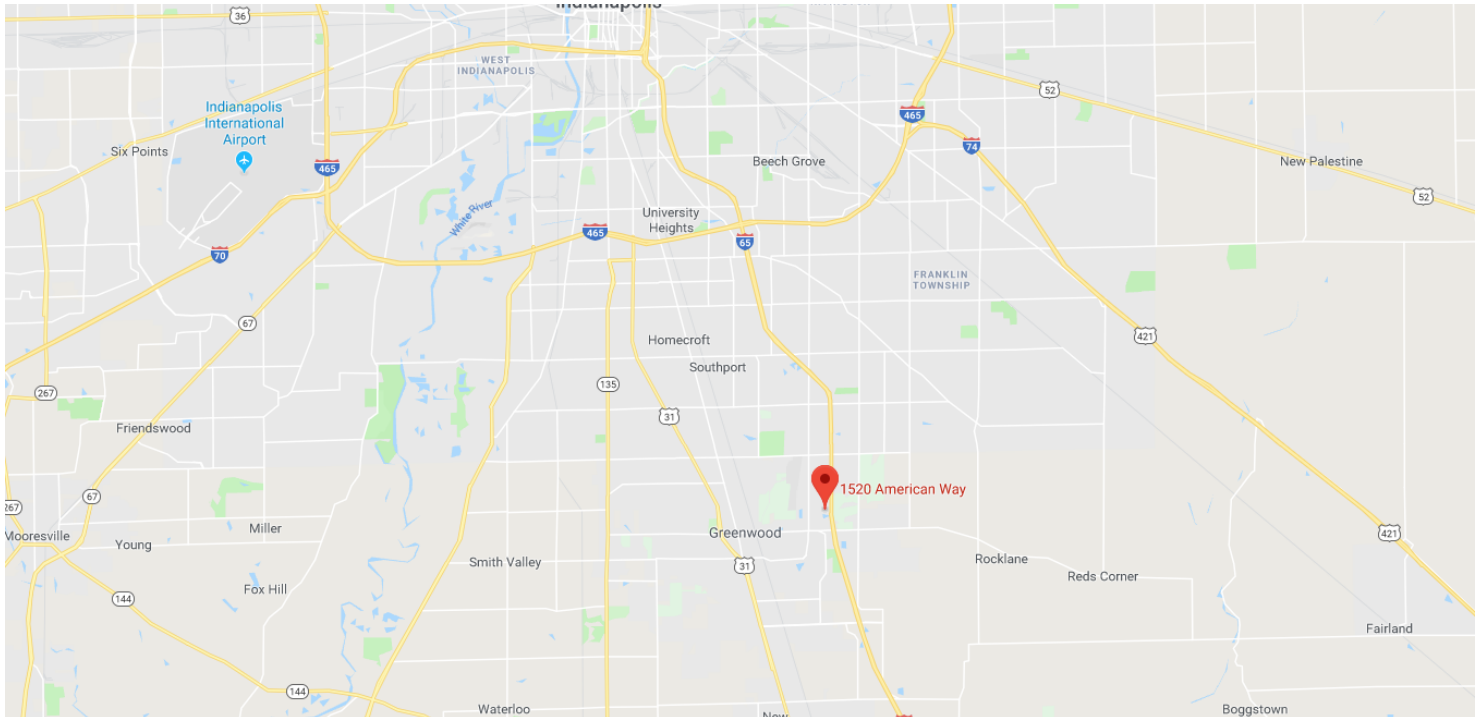 Indianapolis
36
WEST
INDIANAPOLIS
52
Indianapolis
International
Airport
465
74
Six Points
465
Beech Grove
New Palestine
52
White River
University
Heights
465
65
70
FRANKLIN
TOWNSHIP
67
421
Homecroft
Southport
135
267
31
Friendswood
1520 American Way
67
267
Mooresville
Young
Miller
Greenwood
421
Smith Valley
31
Rocklane
Reds Corner
Fox Hill
144
Fairland
144
Waterloo
New
Boggstown